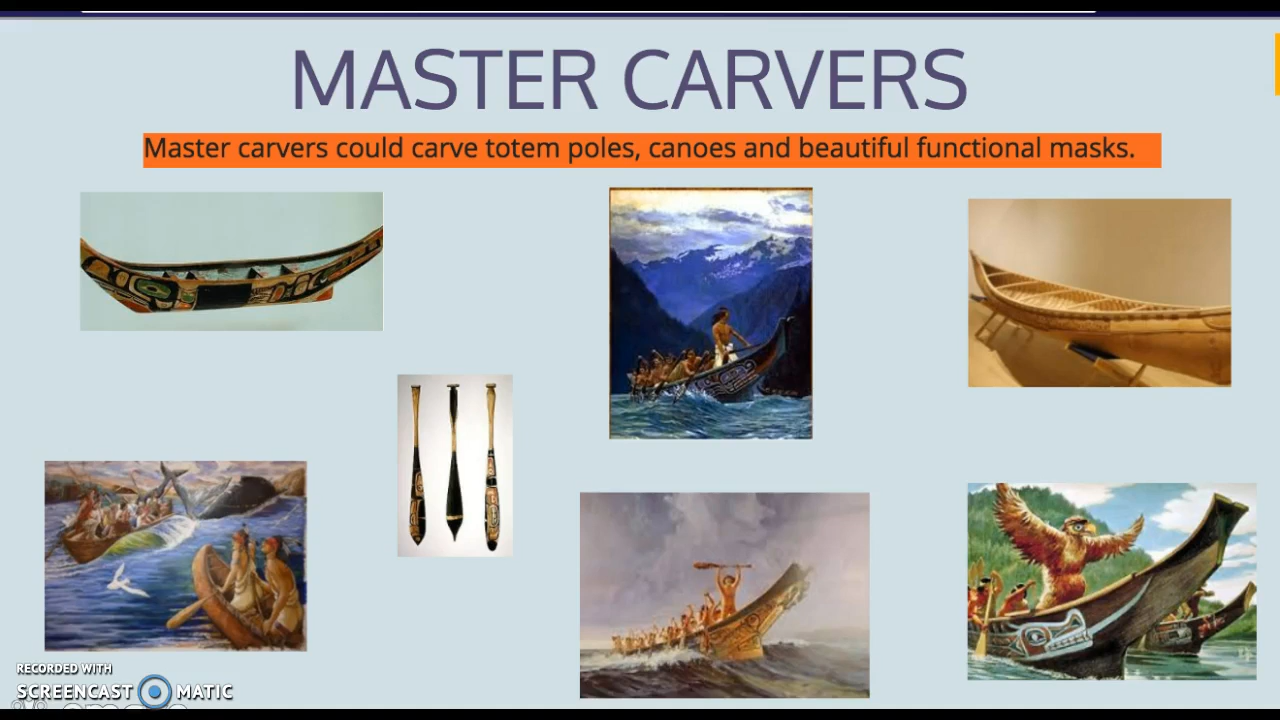 MASTER CARVERS
Master carvers could carve totem poles, canoes and beautiful functional masks.
RECORDED WITH
SCREENCAST MATIC